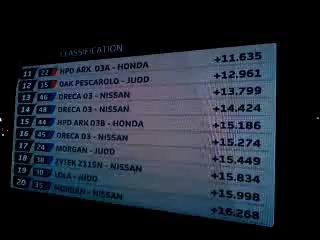 CLASSIFICATION
11 22 HPD ARX. 03A - HONDA +11.635
12 15 OAK PESCAROLO - JUDD +12.961
13 46 ORECA 03 - NISSAN +13.799
14 48 ORECA 03 - NISSAN +14.424
15 44 HPD ARX 03B - HONDA +15.186
16 45 ORECA 03 - NISSAN +15.274
17 24 MORGAN - JUDD +15.449
18 38 ZYTEK Z11SN - NISSAN +15.834
19 30 LOLA - JUDD +15.998
20 35 MORGAN - NISSAN +16.268